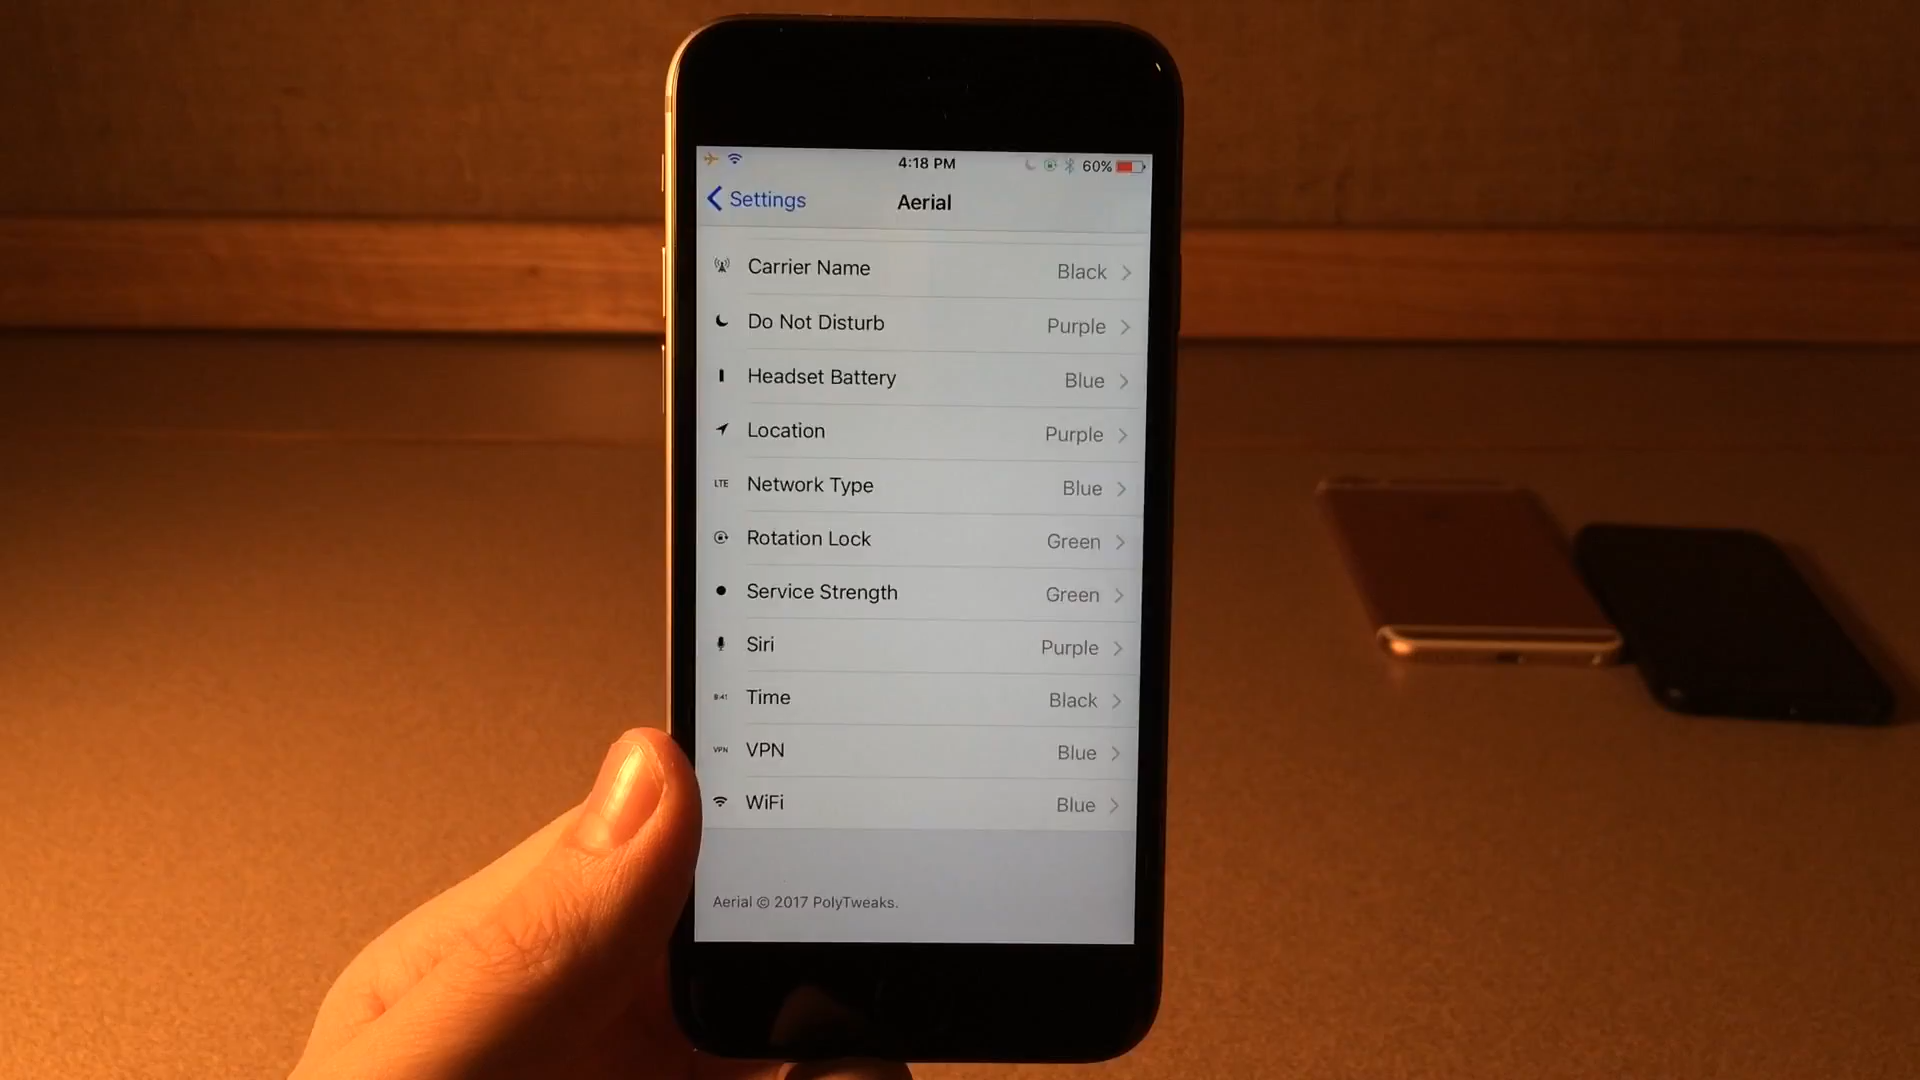 4:18 PM 60%
Settings Aerial
Carrier Name Black
Do Not Disturb Purple
Headset Battery Blue
Location Purple
LTE Network Type Blue
Rotation Lock Green
Service Strength Green
Siri Purple
9:41 Time Black
VPN VPN Blue
WiFi Blue
Aerial © 2017 PolyTweaks.